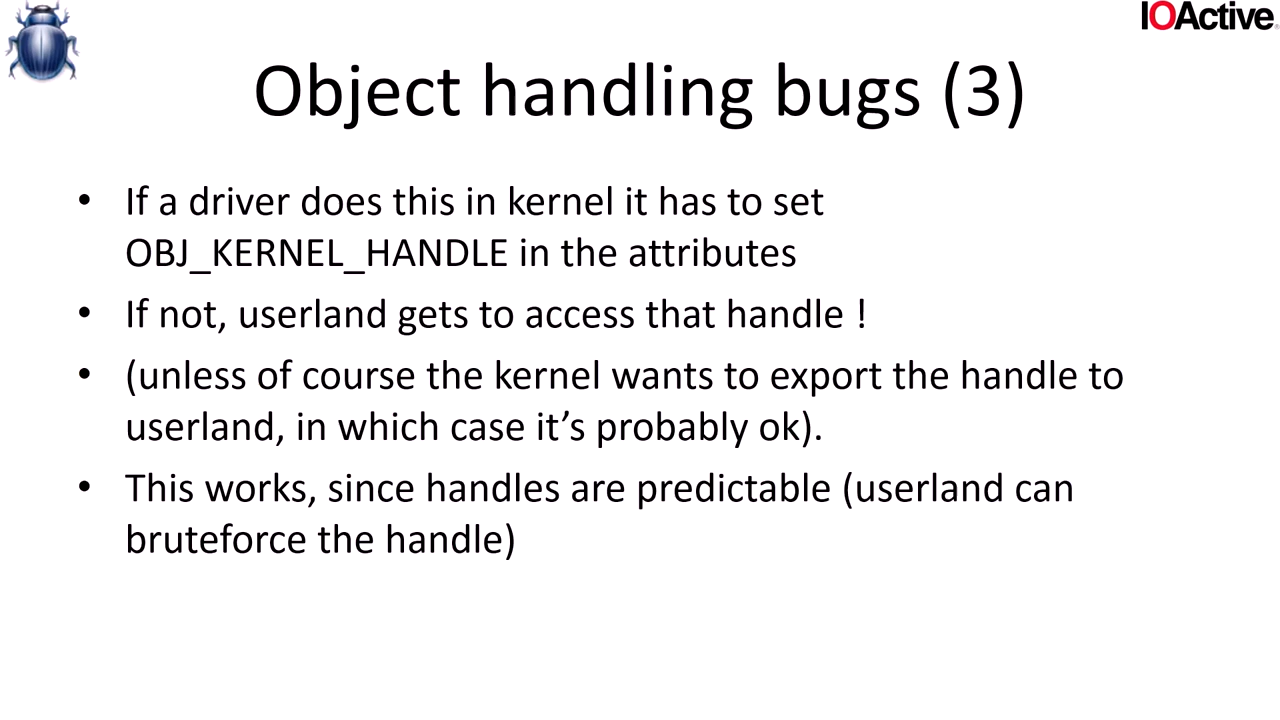 IOActive
Object handling bugs (3)
• If a driver does this in kernel it has to set
OBJ_KERNEL_HANDLE in the attributes
• If not, userland gets to access that handle !
• (unless of course the kernel wants to export the handle to
userland, in which case it’s probably ok).
• This works, since handles are predictable (userland can
bruteforce the handle)